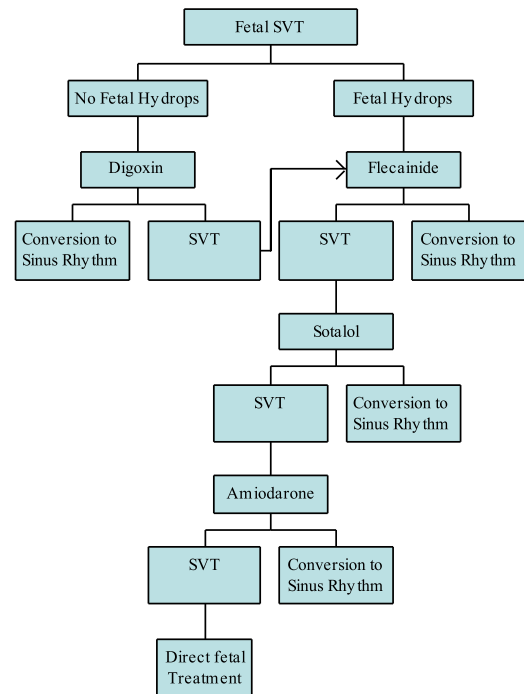 Fetal SVT
No Fetal Hydrops
Fetal Hydrops
Digoxin
Flecainide
Conversion to
Sinus Rhythm
SVT
SVT
Conversion to
Sinus Rhythm
Sotalol
SVT
Conversion to
Sinus Rhythm
Amiodarone
SVT
Conversion to
Sinus Rhythm
Direct fetal
Treatment